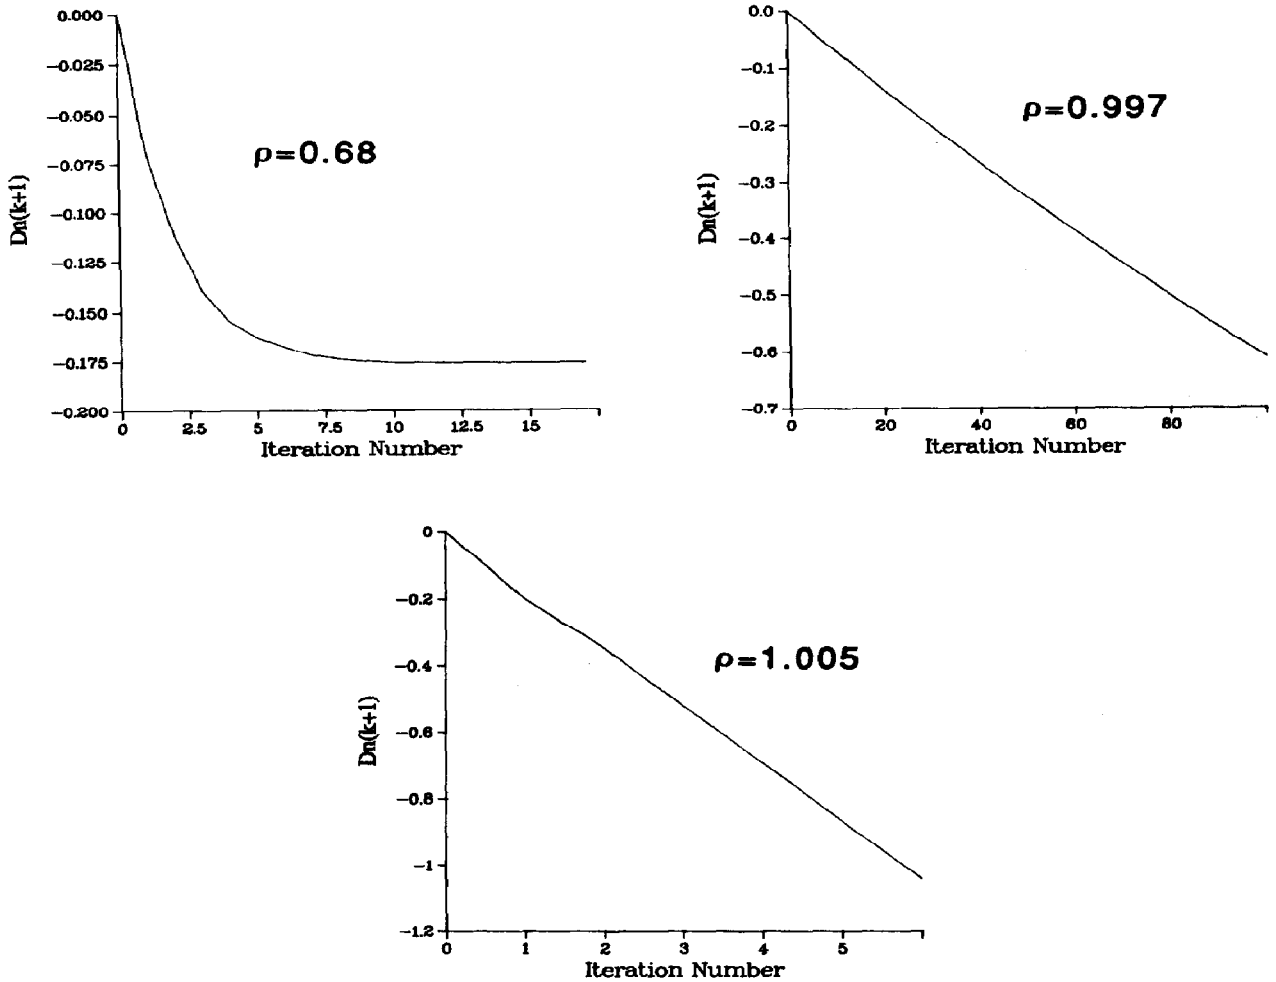 0.000
−0.025
−0.050
−0.075
−0.100
−0.125
−0.150
−0.175
−0.200
Dn(k+1)
ρ=0.68
0 2.5 5 7.5 10 12.5 15
Iteration Number
0.0
−0.1
−0.2
−0.3
−0.4
−0.5
−0.6
−0.7
Dn(k+1)
ρ=0.997
0 20 40 60 80
Iteration Number
0
−0.2
−0.4
−0.6
−0.8
−1
−1.2
Dn(k+1)
ρ=1.005
0 1 2 3 4 5
Iteration Number